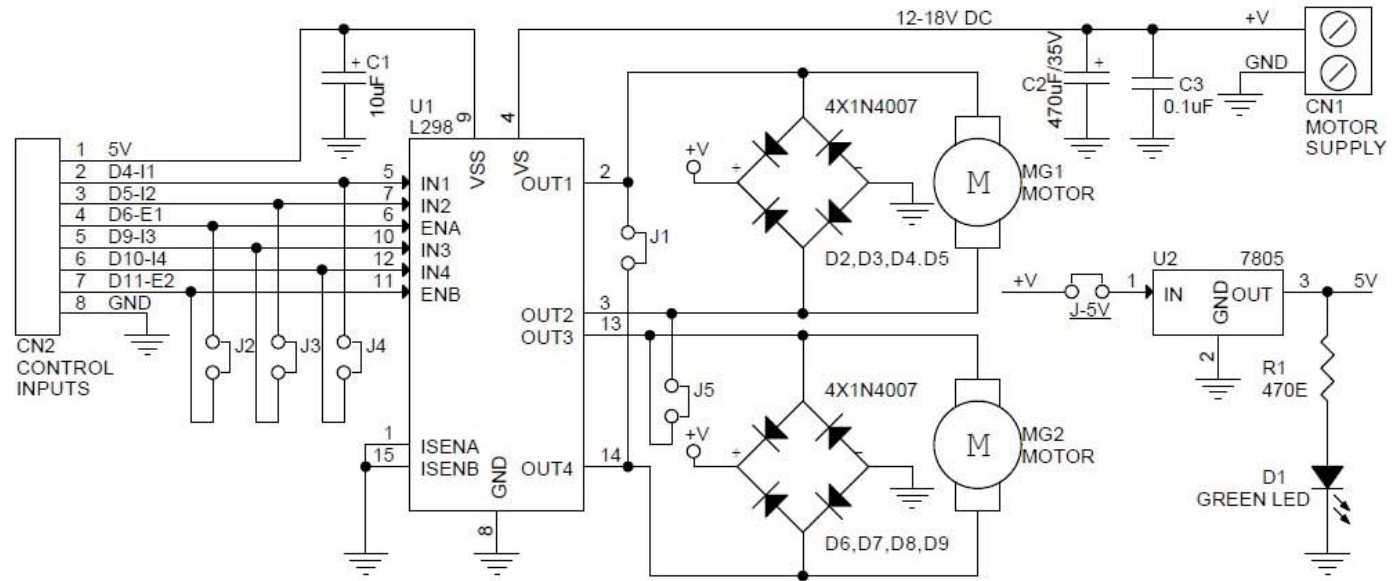 12-18V DC
+V
GND
CN1
MOTOR
SUPPLY
+
C1
10uF
C2
470uF/35V
+
C3
0.1uF
U1
L298
9
4
VSS
VS
1 5V
2 D4-I1
3 D5-I2
4 D6-E1
5 D9-I3
6 D10-I4
7 D11-E2
8 GND
CN2
CONTROL
INPUTS
5 IN1
7 IN2
6 ENA
10 IN3
12 IN4
11 ENB
1 ISENA
15 ISENB
GND
8
OUT1 2
OUT2 3
OUT3 13
OUT4 14
J1
J2
J3
J4
J5
4X1N4007
+V
+
-
D2,D3,D4.D5
M
MG1
MOTOR
4X1N4007
+V
+
-
D6,D7,D8,D9
M
MG2
MOTOR
U2
7805
+V
J-5V
1
IN
GND
OUT
3
5V
2
R1
470E
D1
GREEN LED